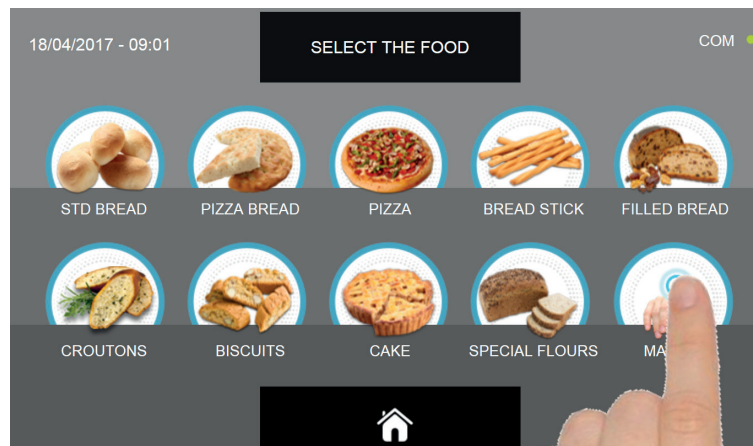 18/04/2017 - 09:01
SELECT THE FOOD
COM
STD BREAD
PIZZA BREAD
PIZZA
BREAD STICK
FILLED BREAD
CROUTONS
BISCUITS
CAKE
SPECIAL FLOURS